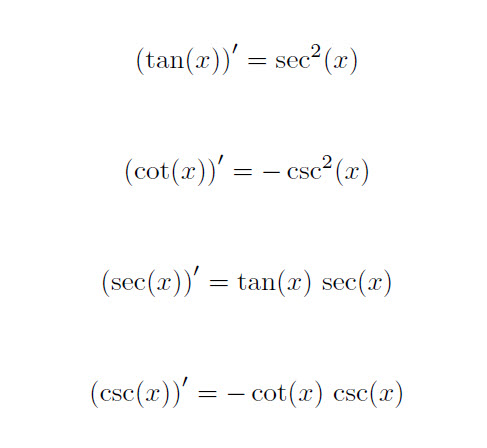 (tan(x))′ = sec²(x)
(cot(x))′ = − csc²(x)
(sec(x))′ = tan(x) sec(x)
(csc(x))′ = − cot(x) csc(x)